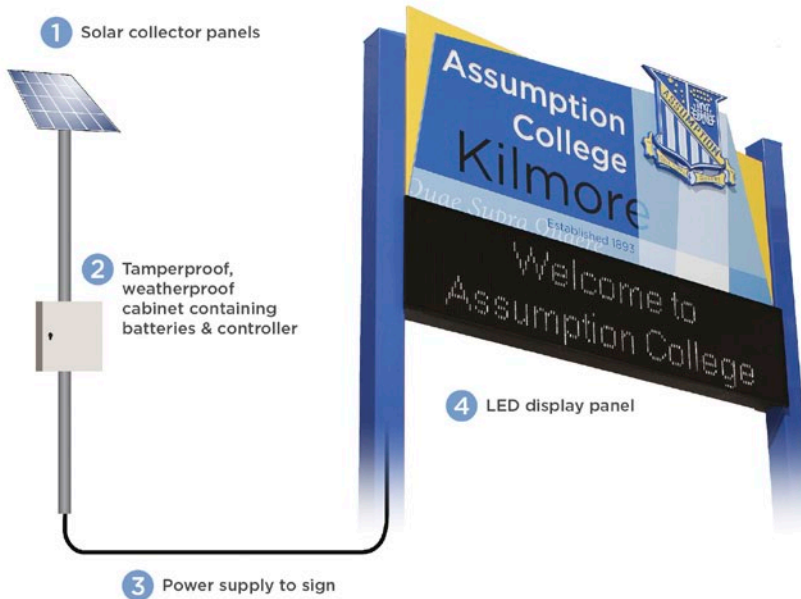 1 Solar collector panels
2 Tamperproof,
weatherproof
cabinet containing
batteries & controller
Assumption
College
Kilmore
Quae Supra Quaere
Established 1893
ASSUMPTION
Welcome to
Assumption College
4 LED display panel
3 Power supply to sign